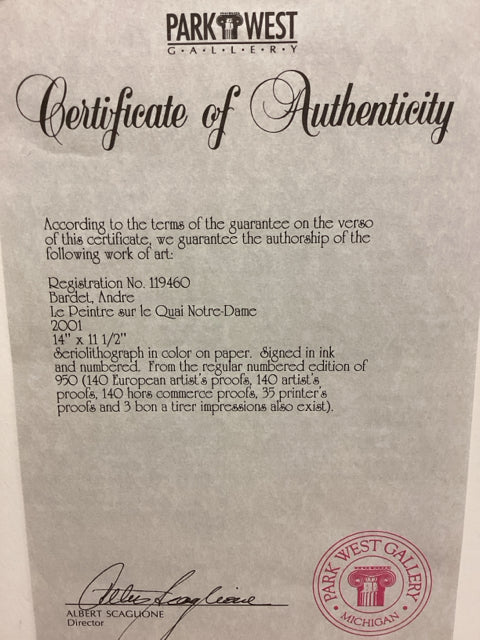 PARK WEST
G·A·L·L·E·R·Y
Certificate of Authenticity
According to the terms of the guarantee on the verso
of this certificate, we guarantee the authorship of the
following work of art:
Registration No. 119460
Bardet, Andre
Le Peintre sur le Quai Notre-Dame
2001
14" x 11 1/2"
Seriolithograph in color on paper. Signed in ink
and numbered. From the regular numbered edition of
950 (140 European artist's proofs, 140 artist's
proofs, 140 hors commerce proofs, 35 printer's
proofs and 3 bon a tirer impressions also exist).
Albert Scaglione
ALBERT SCAGLIONE
Director
PARK WEST GALLERY
· MICHIGAN ·